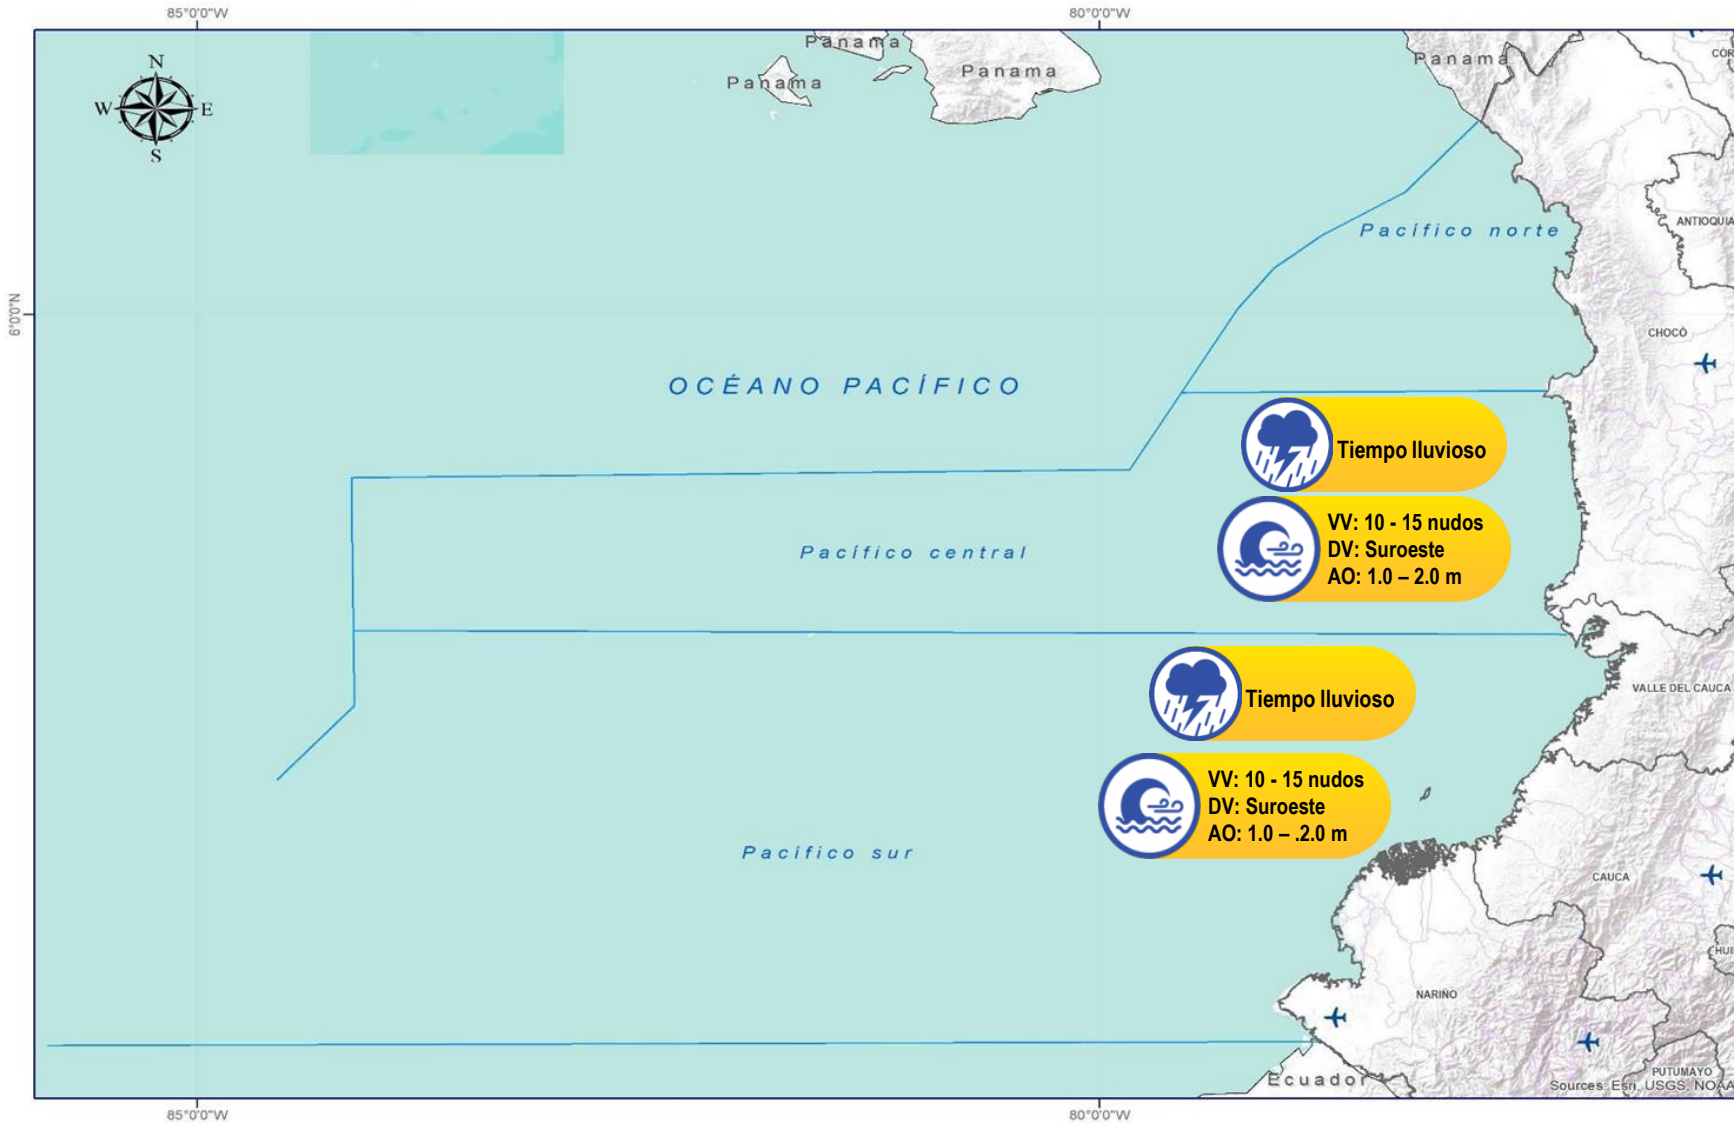 85°0'0"W
80°0'0"W
N
W
E
S
Panama
Panama
Panama
Panama
COR
ANTIOQUIA
Pacífico norte
6°0'0"N
CHOCÓ
OCÉANO PACÍFICO
Tiempo lluvioso
VV: 10 - 15 nudos
DV: Suroeste
AO: 1.0 – 2.0 m
Pacífico central
VALLE DEL CAUCA
Tiempo lluvioso
VV: 10 - 15 nudos
DV: Suroeste
AO: 1.0 – .2.0 m
Pacífico sur
CAUCA
HUI
NARIÑO
PUTUMAYO
Ecuador
Sources: Esri, USGS, NOAA
85°0'0"W
80°0'0"W